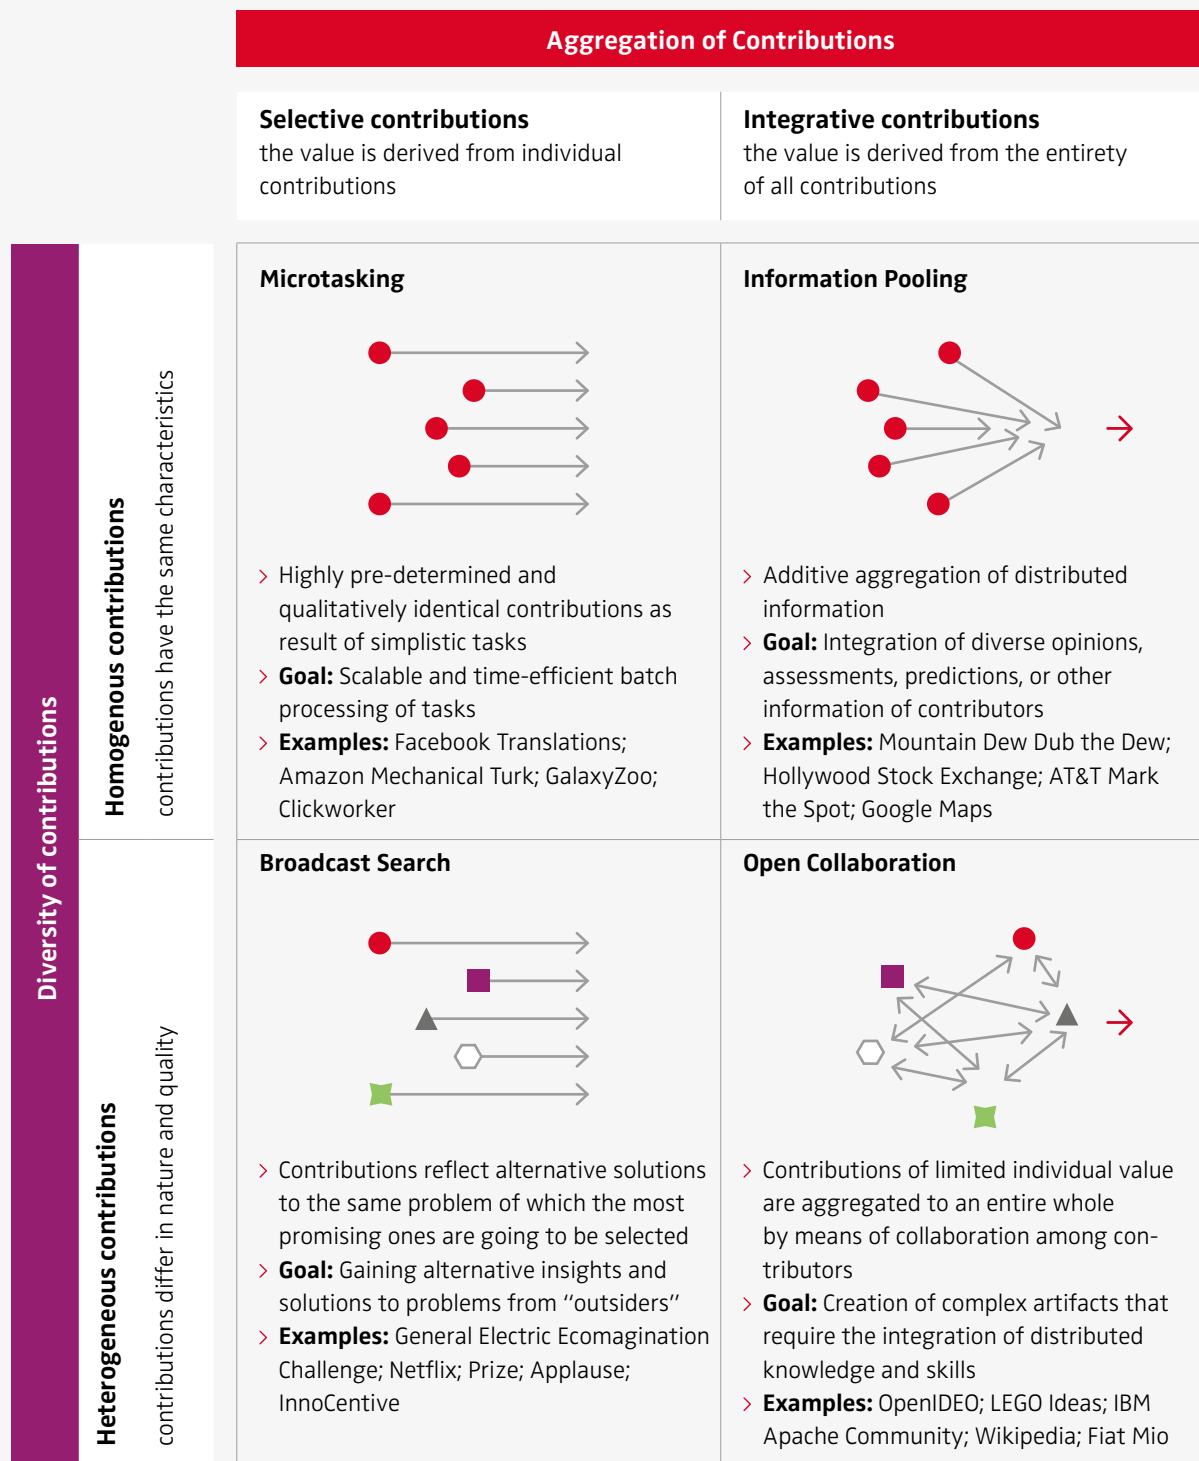 Aggregation of Contributions
Selective contributions
the value is derived from individual
contributions
Integrative contributions
the value is derived from the entirety
of all contributions
Diversity of contributions
Homogenous contributions
contributions have the same characteristics
Microtasking
> Highly pre-determined and
qualitatively identical contributions as
result of simplistic tasks
> Goal: Scalable and time-efficient batch
processing of tasks
> Examples: Facebook Translations;
Amazon Mechanical Turk; GalaxyZoo;
Clickworker
Information Pooling
> Additive aggregation of distributed
information
> Goal: Integration of diverse opinions,
assessments, predictions, or other
information of contributors
> Examples: Mountain Dew Dub the Dew;
Hollywood Stock Exchange; AT&T Mark
the Spot; Google Maps
Heterogeneous contributions
contributions differ in nature and quality
Broadcast Search
> Contributions reflect alternative solutions
to the same problem of which the most
promising ones are going to be selected
> Goal: Gaining alternative insights and
solutions to problems from “outsiders”
> Examples: General Electric Ecomagination
Challenge; Netflix; Prize; Applause;
InnoCentive
Open Collaboration
> Contributions of limited individual value
are aggregated to an entire whole
by means of collaboration among con-
tributors
> Goal: Creation of complex artifacts that
require the integration of distributed
knowledge and skills
> Examples: OpenIDEO; LEGO Ideas; IBM
Apache Community; Wikipedia; Fiat Mio